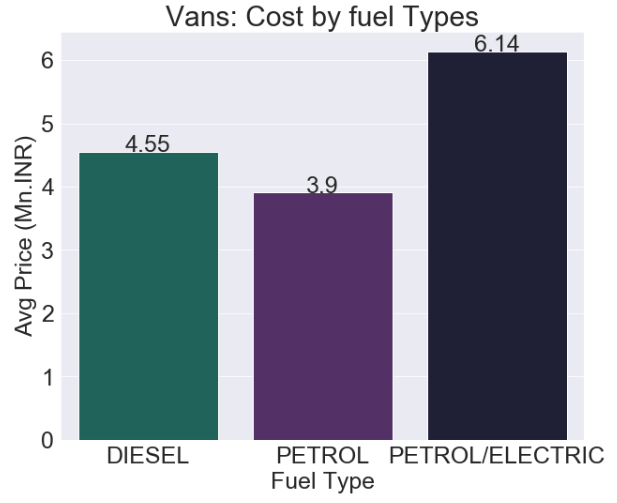 Vans: Cost by fuel Types
6.14
4.55
3.9
Avg Price (Mn.INR)
6
5
4
3
2
1
0
DIESEL PETROL PETROL/ELECTRIC
Fuel Type